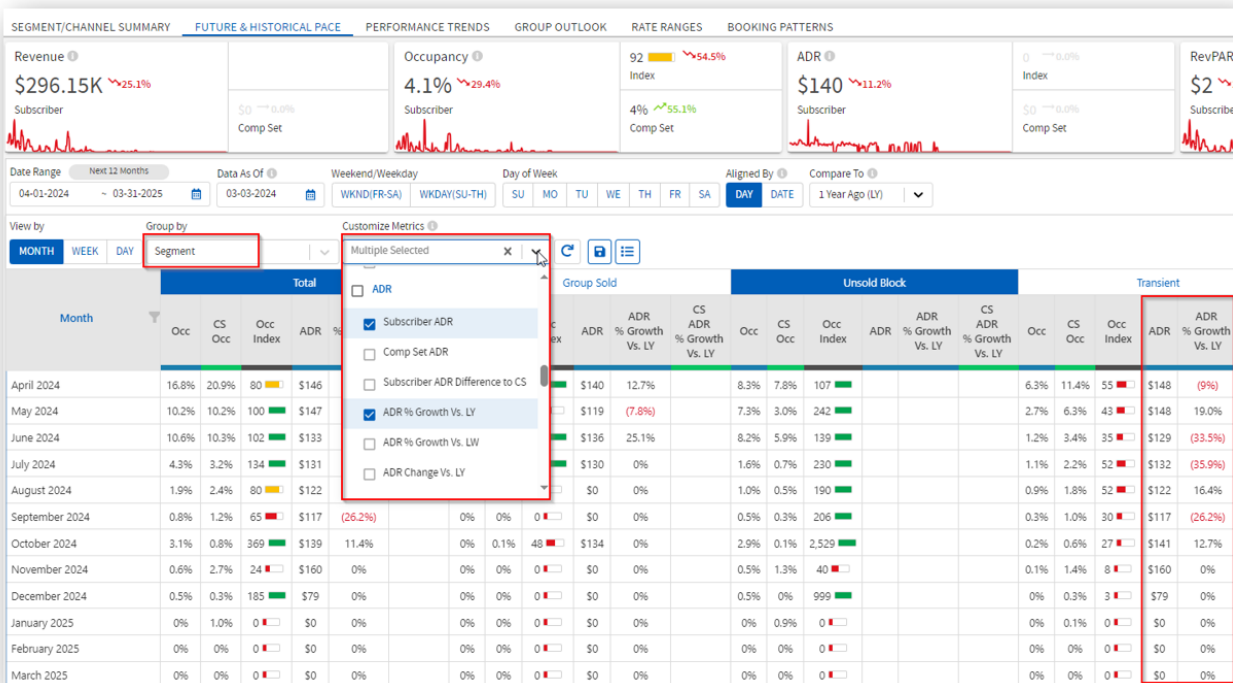 SEGMENT/CHANNEL SUMMARY FUTURE & HISTORICAL PACE PERFORMANCE TRENDS GROUP OUTLOOK RATE RANGES BOOKING PATTERNS
Revenue
$296.15K 25.1%
Subscriber
$0 0.0%
Comp Set
Occupancy
4.1% 29.4%
Subscriber
92 54.5%
Index
4% 55.1%
Comp Set
ADR
$140 11.2%
Subscriber
0 0.0%
Index
$0 0.0%
Comp Set
RevPAR
$2
Subscribe
Date Range Next 12 Months Data As Of Weekend/Weekday Day of Week Aligned By Compare To
04-01-2024 ~ 03-31-2025 03-03-2024 WKND(FR-SA) WKDAY(SU-TH) SU MO TU WE TH FR SA DAY DATE 1 Year Ago (LY)
View by Group by Customize Metrics
MONTH WEEK DAY Segment Multiple Selected
ADR
Subscriber ADR
Comp Set ADR
Subscriber ADR Difference to CS
ADR % Growth Vs. LY
ADR % Growth Vs. LW
ADR Change Vs. LY
Total Group Sold Unsold Block Transient
Month Occ CS Occ Occ Index ADR % ex ADR ADR % Growth Vs. LY CS ADR % Growth Vs. LY Occ CS Occ Occ Index ADR ADR % Growth Vs. LY CS ADR % Growth Vs. LY Occ CS Occ Occ Index ADR ADR % Growth Vs. LY
April 2024 16.8% 20.9% 80 $146 $140 12.7% 8.3% 7.8% 107 6.3% 11.4% 55 $148 (9%)
May 2024 10.2% 10.2% 100 $147 $119 (7.8%) 7.3% 3.0% 242 2.7% 6.3% 43 $148 19.0%
June 2024 10.6% 10.3% 102 $133 $136 25.1% 8.2% 5.9% 139 1.2% 3.4% 35 $129 (33.5%)
July 2024 4.3% 3.2% 134 $131 $130 0% 1.6% 0.7% 230 1.1% 2.2% 52 $132 (35.9%)
August 2024 1.9% 2.4% 80 $122 $0 0% 1.0% 0.5% 190 0.9% 1.8% 52 $122 16.4%
September 2024 0.8% 1.2% 65 $117 (26.2%) 0% 0% 0 $0 0% 0.5% 0.3% 206 0.3% 1.0% 30 $117 (26.2%)
October 2024 3.1% 0.8% 369 $139 11.4% 0% 0.1% 48 $134 0% 2.9% 0.1% 2,529 0.2% 0.6% 27 $141 12.7%
November 2024 0.6% 2.7% 24 $160 0% 0% 0% 0 $0 0% 0.5% 1.3% 40 0.1% 1.4% 8 $160 0%
December 2024 0.5% 0.3% 185 $79 0% 0% 0% 0 $0 0% 0.5% 0% 999 0% 0.3% 3 $79 0%
January 2025 0% 1.0% 0 $0 0% 0% 0% 0 $0 0% 0% 0.9% 0 0% 0.1% 0 $0 0%
February 2025 0% 0% 0 $0 0% 0% 0% 0 $0 0% 0% 0% 0 0% 0% 0 $0 0%
March 2025 0% 0% 0 $0 0% 0% 0% 0 $0 0% 0% 0% 0 0% 0% 0 $0 0%